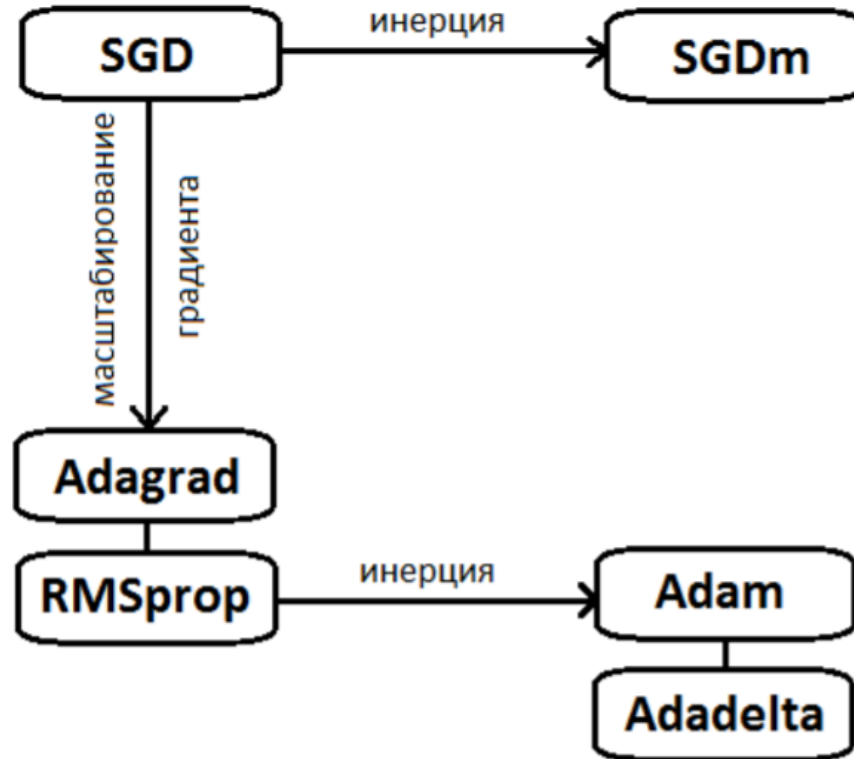 инерция
SGD
SGDm
масштабирование
градиента
Adagrad
RMSprop
инерция
Adam
Adadelta